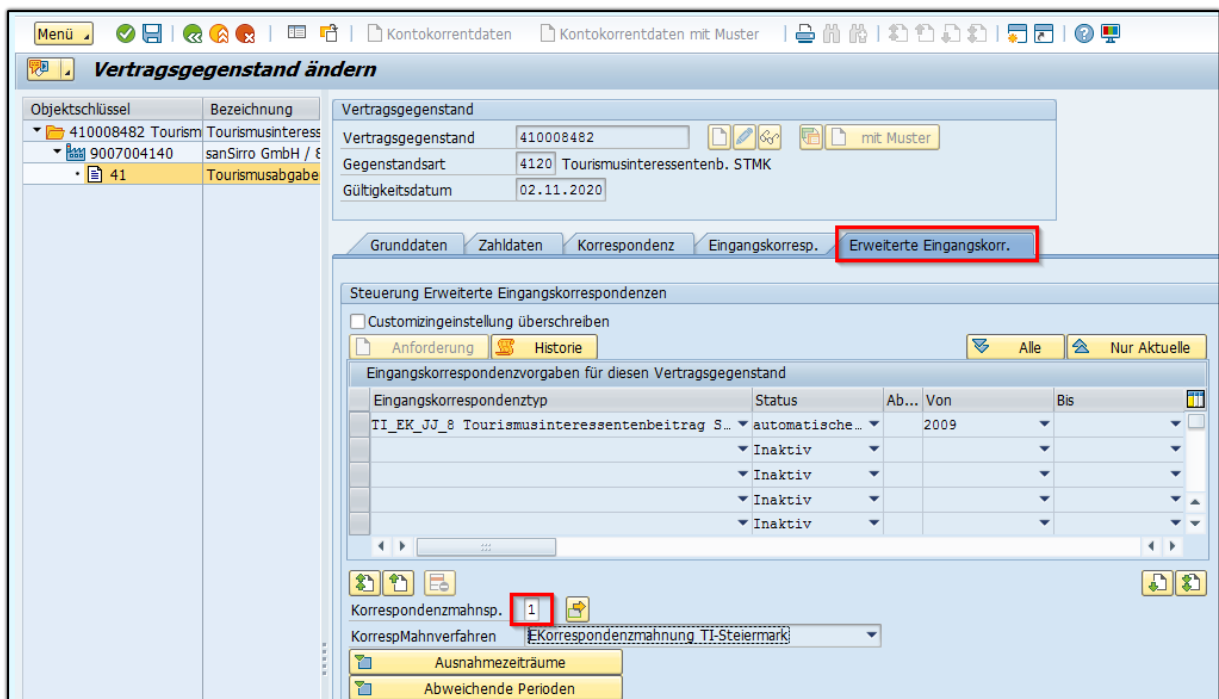 Menü
Kontokorrentdaten Kontokorrentdaten mit Muster
Vertragsgegenstand ändern
Objektschlüssel Bezeichnung
410008482 Tourism Tourismusinteress
9007004140 sanSirro GmbH / 8
41 Tourismusabgabe
Vertragsgegenstand
Vertragsgegenstand 410008482 mit Muster
Gegenstandsart 4120 Tourismusinteressentenb. STMK
Gültigkeitsdatum 02.11.2020
Grunddaten Zahldaten Korrespondenz Eingangskorresp. Erweiterte Eingangskorr.
Steuerung Erweiterte Eingangskorrespondenzen
Customizingeinstellung überschreiben
Anforderung Historie Alle Nur Aktuelle
Eingangskorrespondenzvorgaben für diesen Vertragsgegenstand
Eingangskorrespondenztyp Status Ab... Von Bis
TI_EK_JJ_8 Tourismusinteressentenbeitrag S… automatische… 2009
Inaktiv
Inaktiv
Inaktiv
Inaktiv
Korrespondenzmahnsp. 1
KorrespMahnverfahren EKorrespondenzmahnung TI-Steiermark
Ausnahmezeiträume
Abweichende Perioden